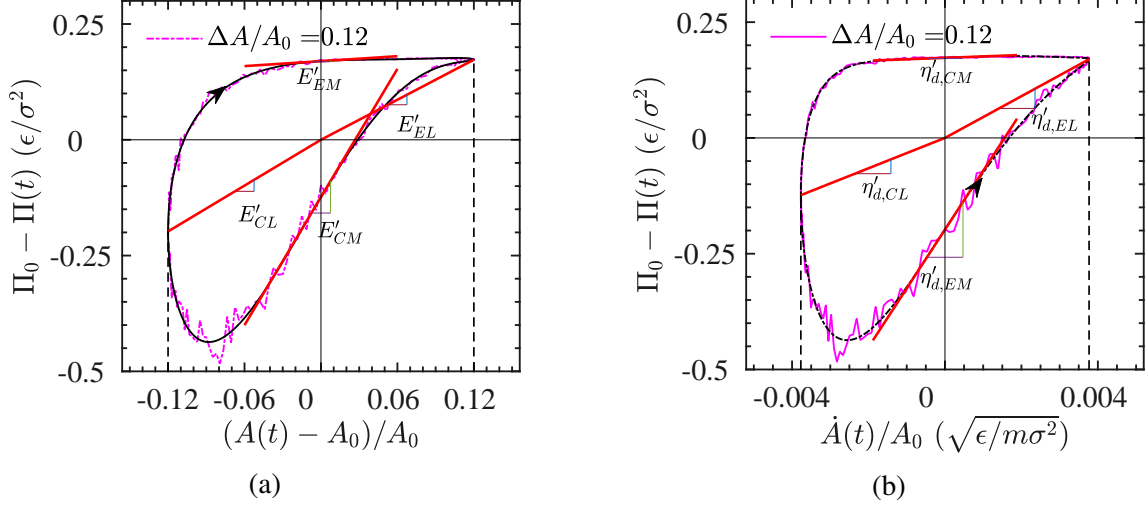 ΔA/A₀ =0.12
Π₀ − Π(t) (ϵ/σ²)
0.25
0
-0.25
-0.5
E′_EM
E′_EL
E′_CL
E′_CM
-0.12 -0.06 0 0.06 0.12
(A(t) − A₀)/A₀
(a)
ΔA/A₀ =0.12
Π₀ − Π(t) (ϵ/σ²)
0.25
0
-0.25
-0.5
η′_d,CM
η′_d,EL
η′_d,CL
η′_d,EM
-0.004 0 0.004
Ȧ(t)/A₀ (√ϵ/mσ²)
(b)